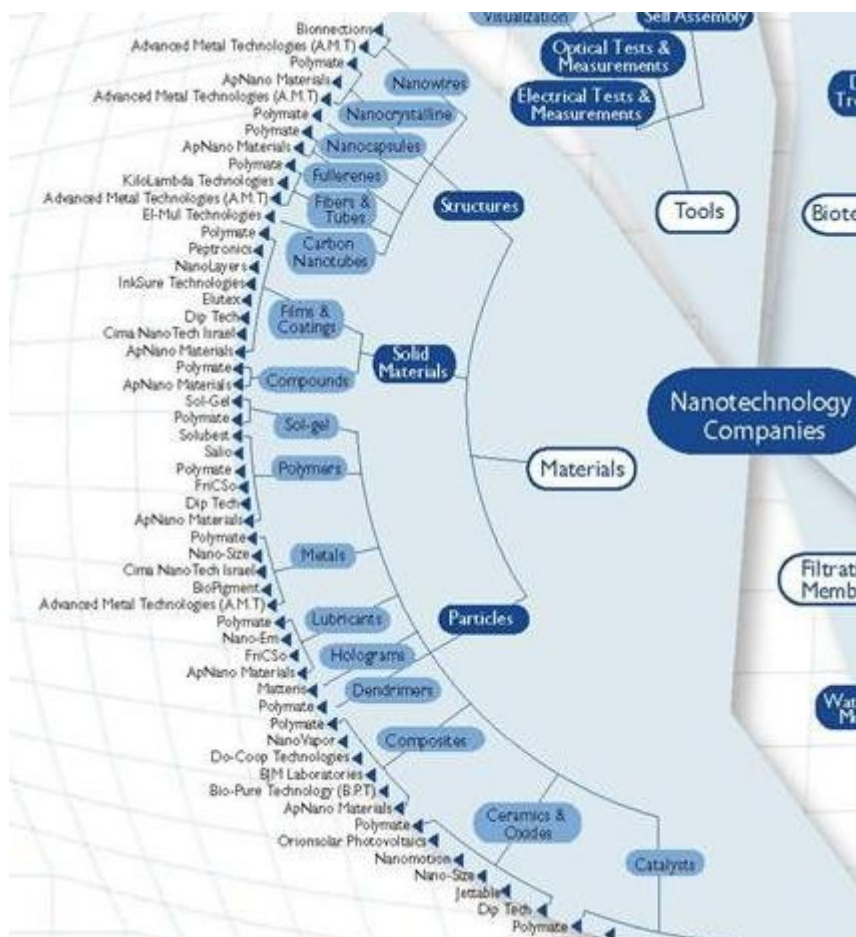 Bionnections
Advanced Metal Technologies (A.M.T)
Polymate
ApNano Materials
Advanced Metal Technologies (A.M.T)
Polymate
Polymate
ApNano Materials
Polymate
KiloLambda Technologies
Advanced Metal Technologies (A.M.T)
El-Mul Technologies
Polymate
Peptronics
NanoLayers
InkSure Technologies
Elutex
Dip Tech
Cima NanoTech Israel
ApNano Materials
Polymate
ApNano Materials
Sol-Gel
Polymate
Solubest
Salio
Polymate
FriCSo
Dip Tech
ApNano Materials
Polymate
Nano-Size
Cima NanoTech Israel
BioPigment
Advanced Metal Technologies (A.M.T)
Polymate
Nano-Em
FriCSo
ApNano Materials
Matteris
Polymate
Polymate
NanoVapor
Do-Coop Technologies
BJM Laboratories
Bio-Pure Technology (B.P.T)
ApNano Materials
Polymate
Orionsolar Photovoltaics
Nanomotion
Nano-Size
Jettable
Dip Tech
Polymate
Nanowires
Nanocrystalline
Nanocapsules
Fullerenes
Fibers &
Tubes
Carbon
Nanotubes
Films &
Coatings
Compounds
Sol-gel
Polymers
Metals
Lubricants
Holograms
Dendrimers
Composites
Ceramics &
Oxides
Catalysts
Structures
Solid
Materials
Particles
Materials
Visualization
Self Assembly
Optical Tests &
Measurements
Electrical Tests &
Measurements
Tools
Nanotechnology
Companies